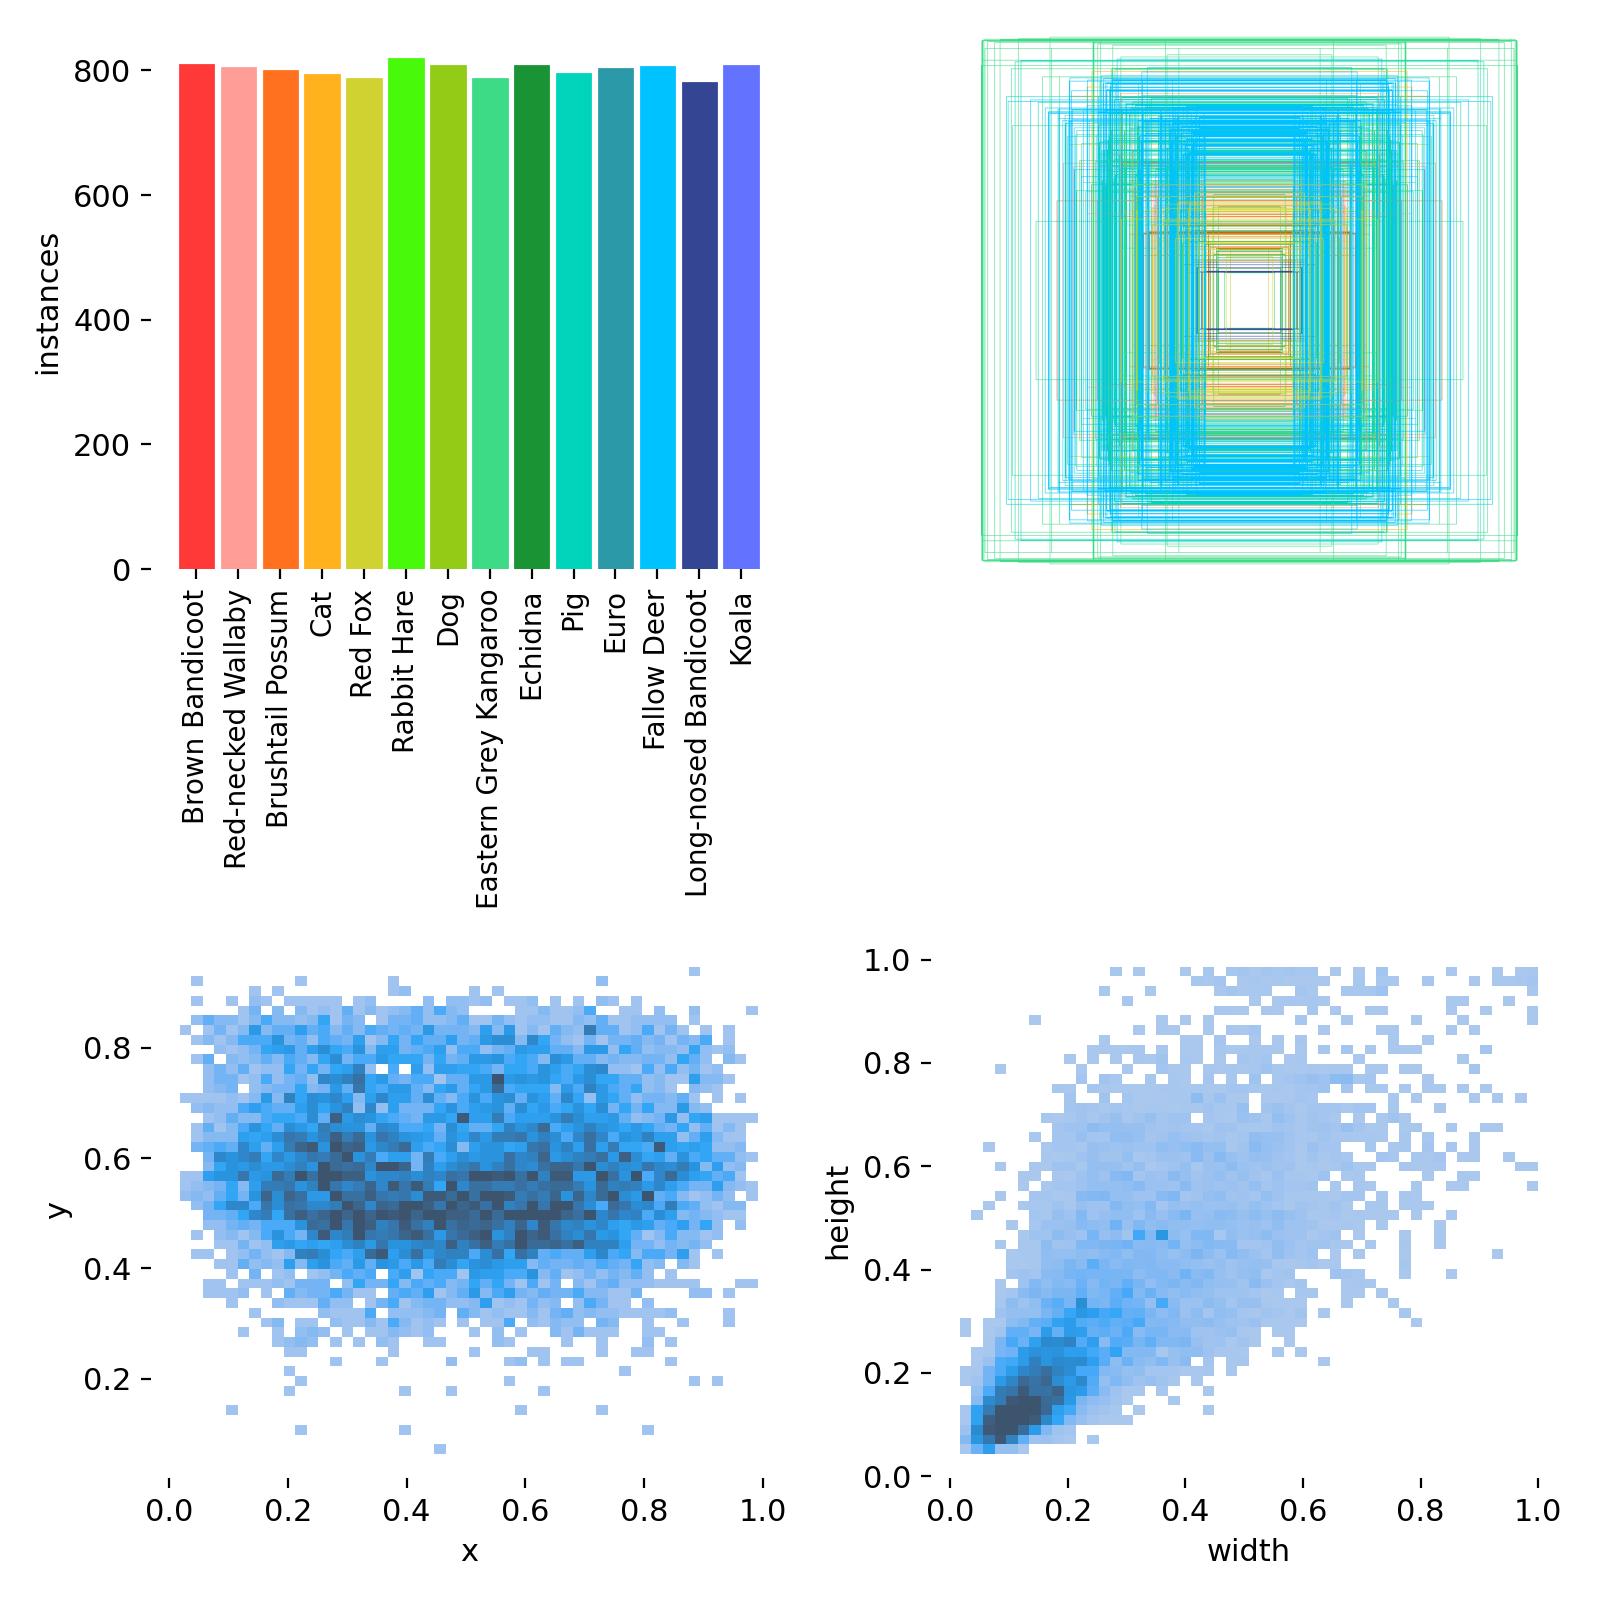 800
600
400
200
0
instances
Brown Bandicoot
Red-necked Wallaby
Brushtail Possum
Cat
Red Fox
Rabbit Hare
Dog
Eastern Grey Kangaroo
Echidna
Pig
Euro
Fallow Deer
Long-nosed Bandicoot
Koala
0.8
0.6
0.4
0.2
y
0.0 0.2 0.4 0.6 0.8 1.0
x
1.0
0.8
0.6
0.4
0.2
0.0
height
0.0 0.2 0.4 0.6 0.8 1.0
width